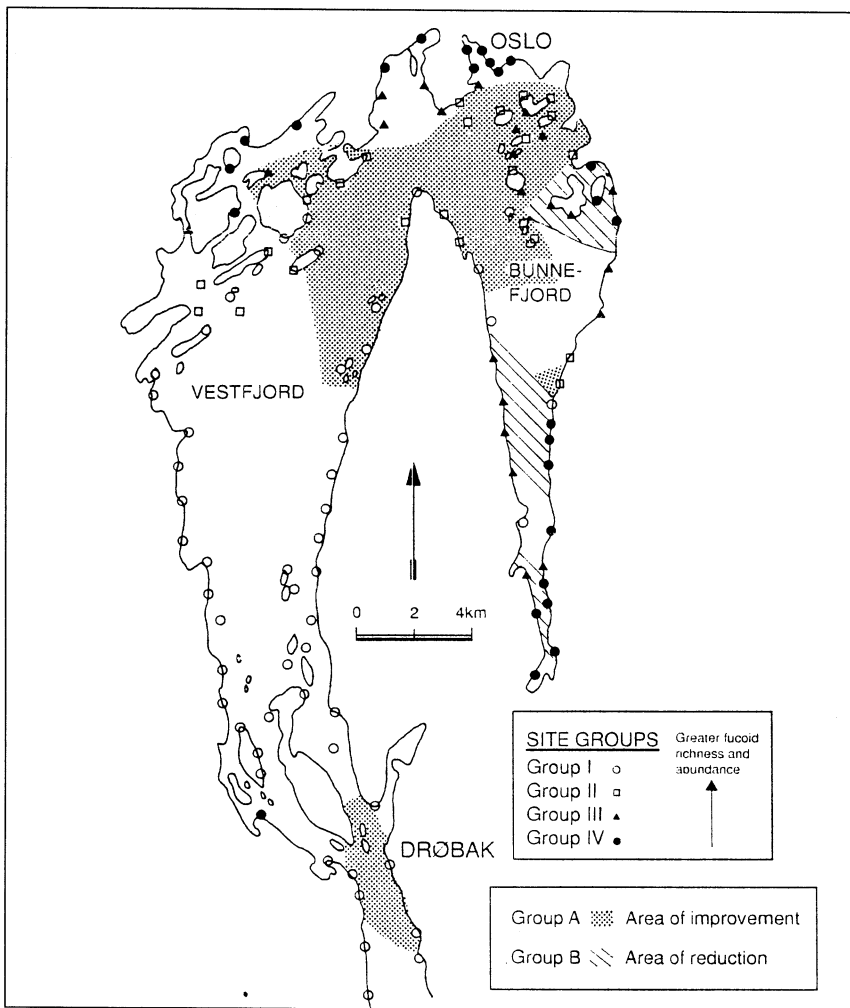 OSLO
BUNNE-
FJORD
VESTFJORD
0 2 4km
DRØBAK
SITE GROUPS
Group I
Group II
Group III
Group IV
Greater fucoid
richness and
abundance
Group A Area of improvement
Group B Area of reduction